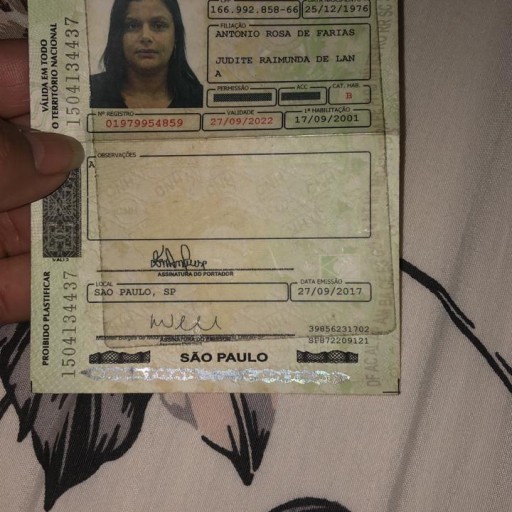 166.992.858-66 25/12/1976
FILIAÇÃO
ANTONIO ROSA DE FARIAS
JUDITE RAIMUNDA DE LAN
A
PERMISSÃO ACC CAT. HAB.
B
Nº REGISTRO VALIDADE 1ª HABILITAÇÃO
01979954859 27/09/2022 17/09/2001
OBSERVAÇÕES
A
ASSINATURA DO PORTADOR
LOCAL DATA EMISSÃO
SAO PAULO, SP 27/09/2017
ASSINATURA DO EMISSOR
39856231702
SP872209121
SÃO PAULO
VÁLIDA EM TODO
O TERRITÓRIO NACIONAL
1504134437
PROIBIDO PLASTIFICAR
1504134437